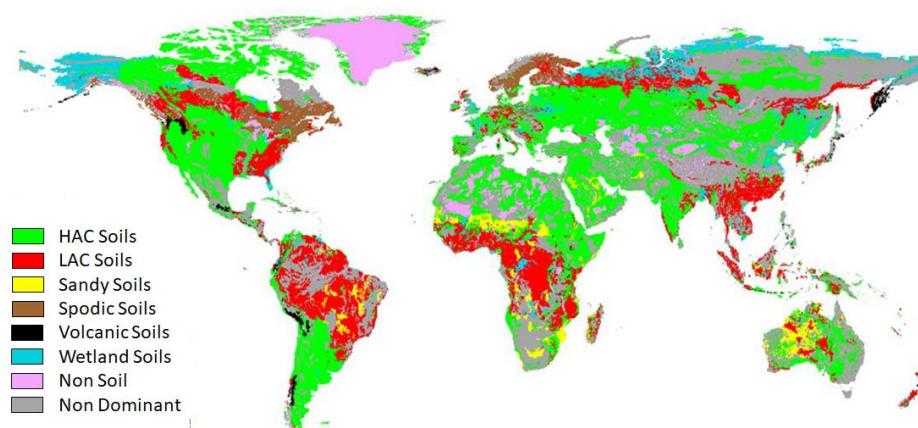 HAC Soils
LAC Soils
Sandy Soils
Spodic Soils
Volcanic Soils
Wetland Soils
Non Soil
Non Dominant